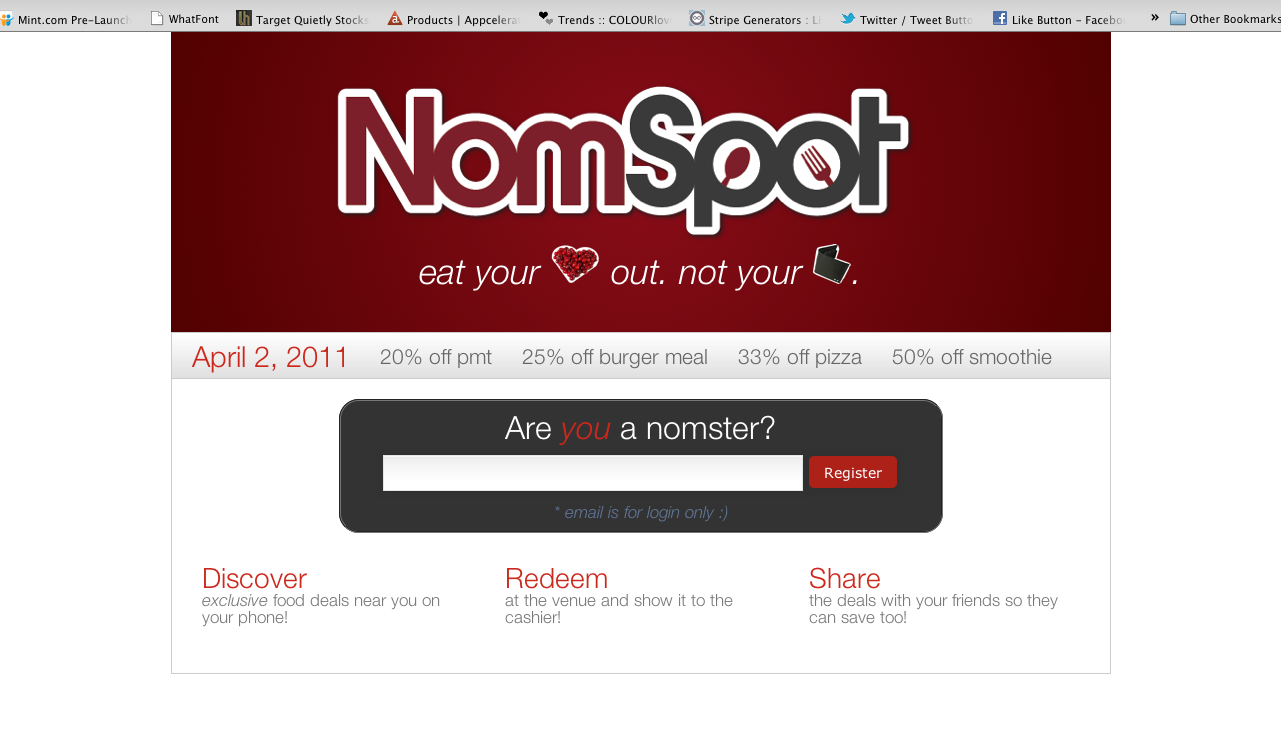 Mint.com Pre-Launch WhatFont Target Quietly Stocks Products | Appcelerat Trends :: COLOURlov Stripe Generators : Li Twitter / Tweet Butto Like Button – Facebo » Other Bookmarks
NomSpot
eat your out. not your .
April 2, 2011 20% off pmt 25% off burger meal 33% off pizza 50% off smoothie
Are you a nomster?
Register
* email is for login only :)
Discover
exclusive food deals near you on
your phone!
Redeem
at the venue and show it to the
cashier!
Share
the deals with your friends so they
can save too!